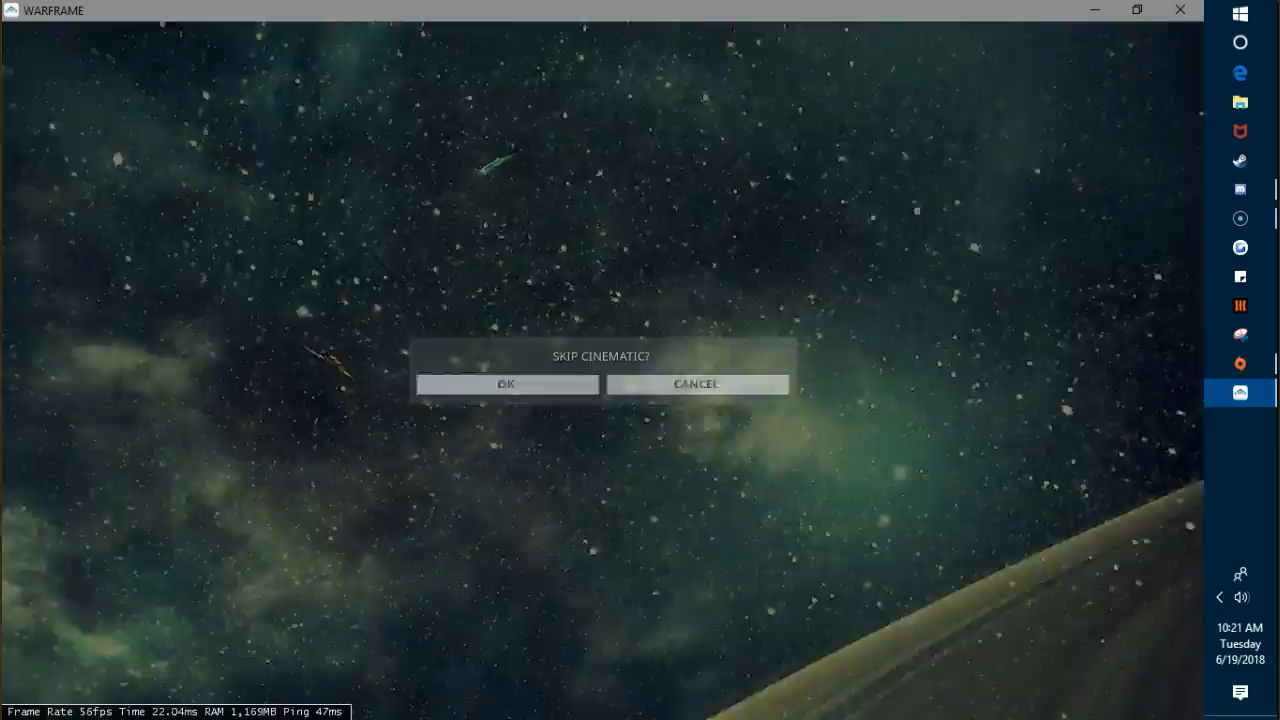 WARFRAME
SKIP CINEMATIC?
OK
CANCEL
10:21 AM
Tuesday
6/19/2018
Frame Rate 56fps Time 22.04ms RAM 1,169MB Ping 47ms